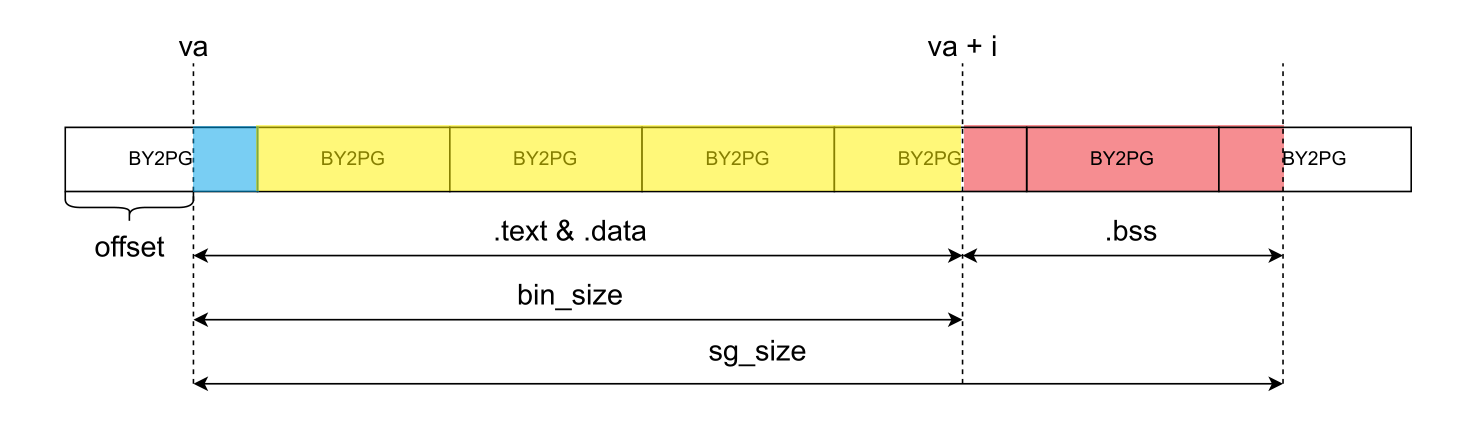 va
va + i
BY2PG
BY2PG
BY2PG
BY2PG
BY2PG
BY2PG
BY2PG
offset
.text & .data
.bss
bin_size
sg_size